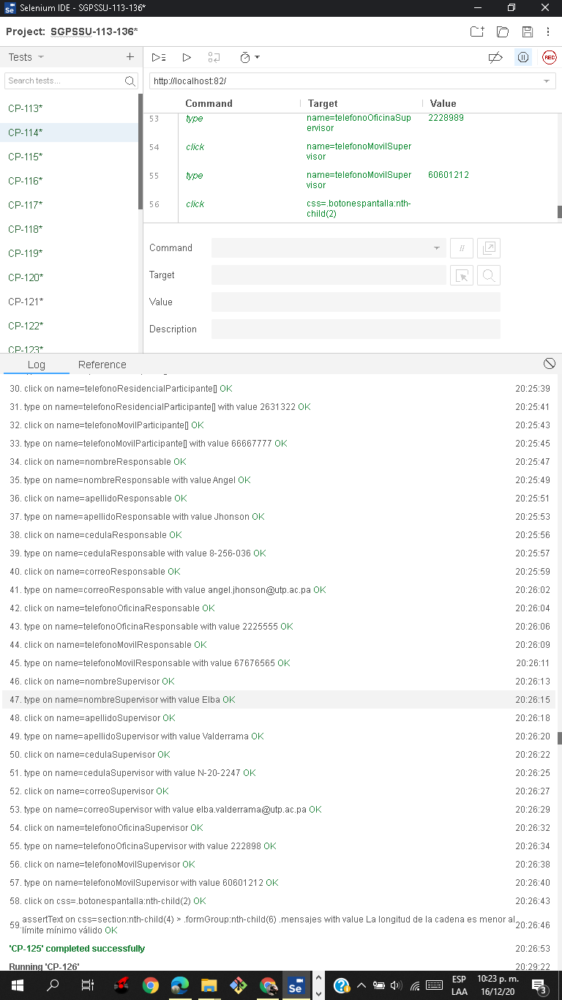 Selenium IDE - SGPSSU-113-136*
Project: SGPSSU-113-136*
Tests
Search tests...
http://localhost:82/
Command Target Value
53 type name=telefonoOficinaSup 2228989
ervisor
54 click name=telefonoMovilSuper
visor
55 type name=telefonoMovilSupe 60601212
rvisor
56 click css=.botonespantalla:nth-
child(2)
CP-113*
CP-114*
CP-115*
CP-116*
CP-117*
CP-118*
CP-119*
CP-120*
CP-121*
CP-122*
CP-123*
Command
//
Target
Value
Description
Log Reference
30. click on name=telefonoResidencialParticipante[] OK 20:25:39
31. type on name=telefonoResidencialParticipante[] with value 2631322 OK 20:25:41
32. click on name=telefonoMovilParticipante[] OK 20:25:43
33. type on name=telefonoMovilParticipante[] with value 66667777 OK 20:25:45
34. click on name=nombreResponsable OK 20:25:47
35. type on name=nombreResponsable with value Angel OK 20:25:49
36. click on name=apellidoResponsable OK 20:25:51
37. type on name=apellidoResponsable with value Jhonson OK 20:25:53
38. click on name=cedulaResponsable OK 20:25:56
39. type on name=cedulaResponsable with value 8-256-036 OK 20:25:57
40. click on name=correoResponsable OK 20:25:59
41. type on name=correoResponsable with value angel.jhonson@utp.ac.pa OK 20:26:02
42. click on name=telefonoOficinaResponsable OK 20:26:04
43. type on name=telefonoOficinaResponsable with value 2225555 OK 20:26:06
44. click on name=telefonoMovilResponsable OK 20:26:09
45. type on name=telefonoMovilResponsable with value 67676565 OK 20:26:11
46. click on name=nombreSupervisor OK 20:26:13
47. type on name=nombreSupervisor with value Elba OK 20:26:15
48. click on name=apellidoSupervisor OK 20:26:18
49. type on name=apellidoSupervisor with value Valderrama OK 20:26:20
50. click on name=cedulaSupervisor OK 20:26:22
51. type on name=cedulaSupervisor with value N-20-2247 OK 20:26:25
52. click on name=correoSupervisor OK 20:26:27
53. type on name=correoSupervisor with value elba.valderrama@utp.ac.pa OK 20:26:29
54. click on name=telefonoOficinaSupervisor OK 20:26:32
55. type on name=telefonoOficinaSupervisor with value 222898 OK 20:26:34
56. click on name=telefonoMovilSupervisor OK 20:26:38
57. type on name=telefonoMovilSupervisor with value 60601212 OK 20:26:40
58. click on css=.botonespantalla:nth-child(2) OK 20:26:43
59. assertText on css=section:nth-child(4) > .formGroup:nth-child(6) .mensajes with value La longitud de la cadena es menor al
límite mínimo válido OK 20:26:46
'CP-125' completed successfully 20:26:53
Running 'CP-126' 20:29:22
ESP 10:23 p. m.
LAA 16/12/20
3